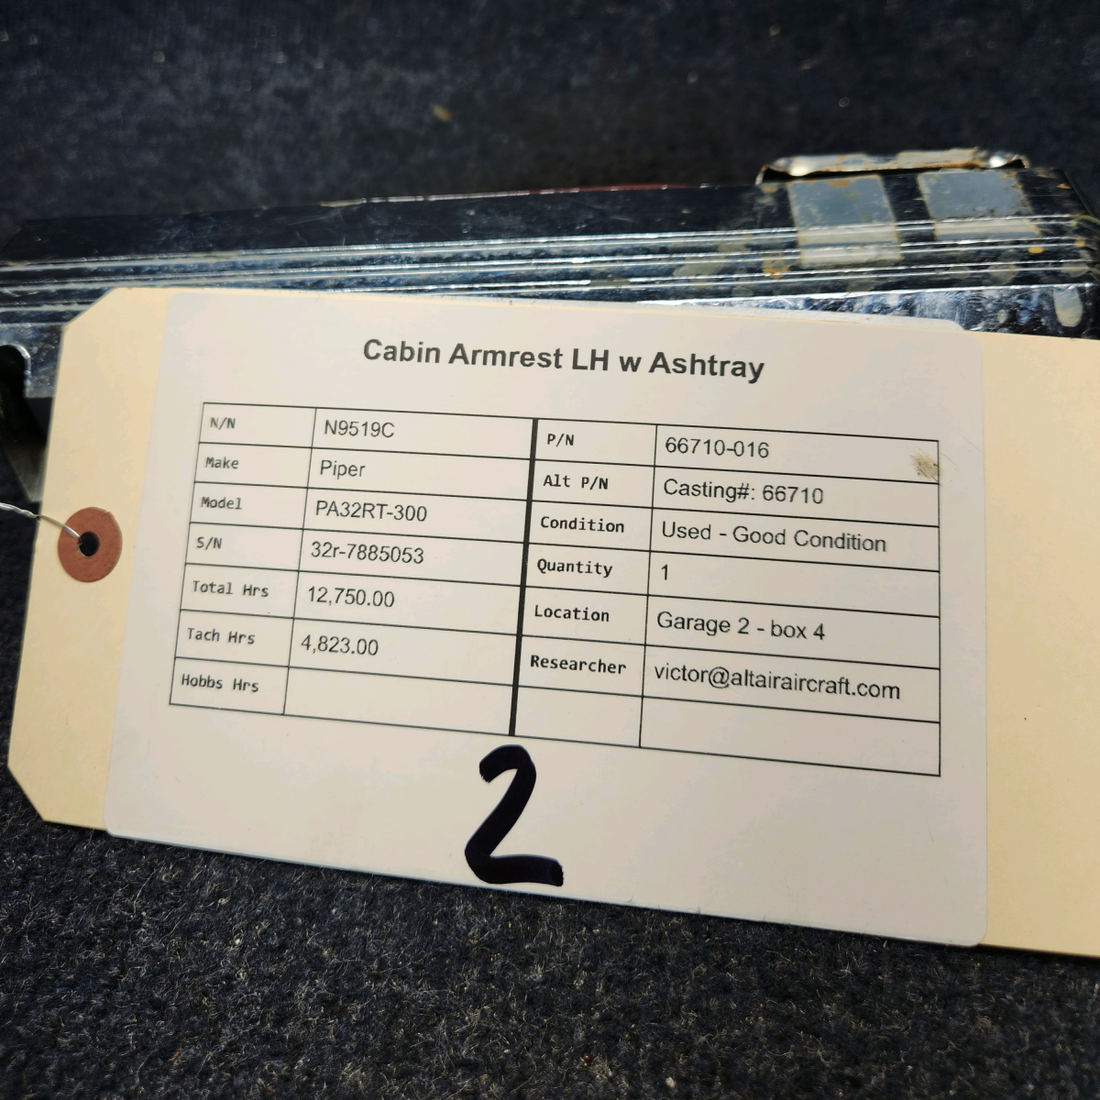 Cabin Armrest LH w Ashtray
N/N N9519C P/N 66710-016
Make Piper Alt P/N Casting#: 66710
Model PA32RT-300 Condition Used - Good Condition
S/N 32r-7885053 Quantity 1
Total Hrs 12,750.00 Location Garage 2 - box 4
Tach Hrs 4,823.00 Researcher victor@altairaircraft.com
Hobbs Hrs
2